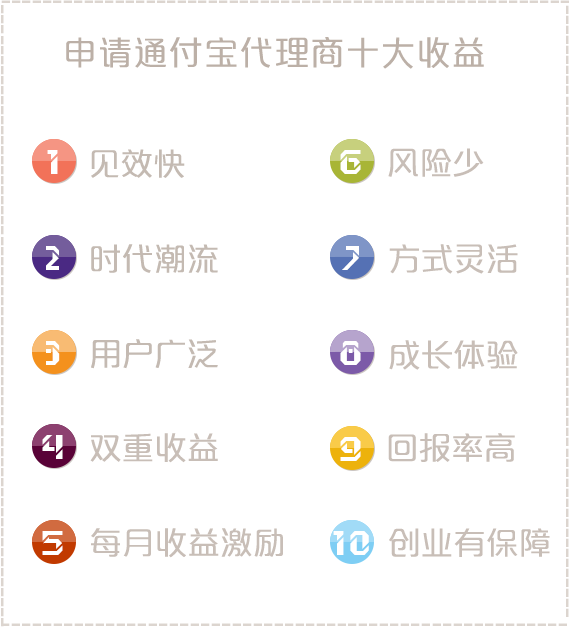 申请通付宝代理商十大收益
1 见效快
2 时代潮流
3 用户广泛
4 双重收益
5 每月收益激励
6 风险少
7 方式灵活
8 成长体验
9 回报率高
10 创业有保障